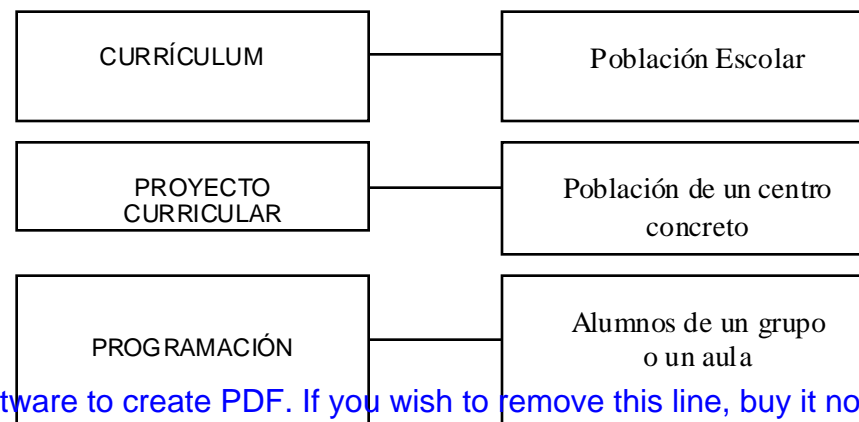 CURRÍCULUM
Población Escolar
PROYECTO
CURRICULAR
Población de un centro
concreto
PROGRAMACIÓN
Alumnos de un grupo
o un aula
tware to create PDF. If you wish to remove this line, buy it no